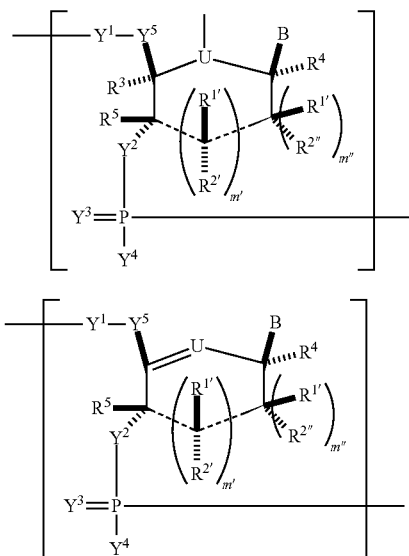 Y¹ Y⁵ B
U
R³ R⁴
R⁵ R¹' R¹'
Y² R²' R²''
m' m''
Y³=P
Y⁴
Y¹ Y⁵ B
U
R⁴
R⁵ R¹' R¹'
Y² R²' R²''
m' m''
Y³=P
Y⁴